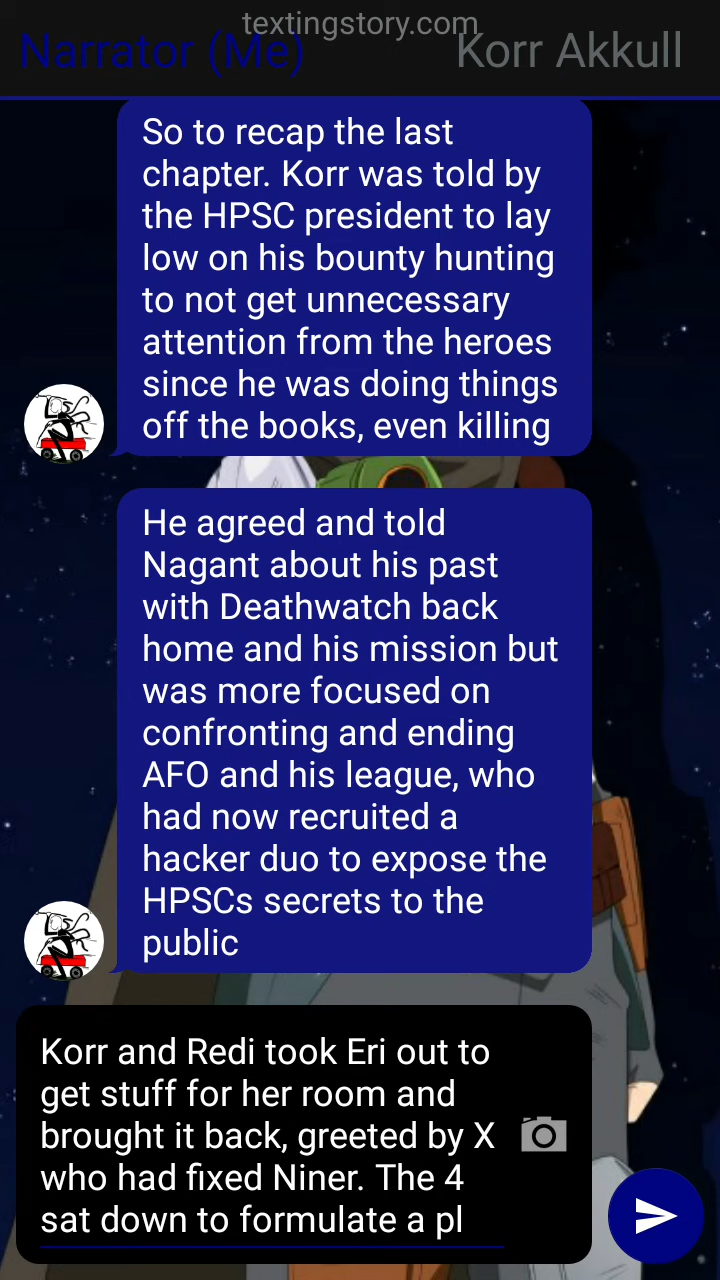 textingstory.com
Narrator (Me)
Korr Akkull
So to recap the last
chapter. Korr was told by
the HPSC president to lay
low on his bounty hunting
to not get unnecessary
attention from the heroes
since he was doing things
off the books, even killing
He agreed and told
Nagant about his past
with Deathwatch back
home and his mission but
was more focused on
confronting and ending
AFO and his league, who
had now recruited a
hacker duo to expose the
HPSCs secrets to the
public
Korr and Redi took Eri out to
get stuff for her room and
brought it back, greeted by X
who had fixed Niner. The 4
sat down to formulate a pl